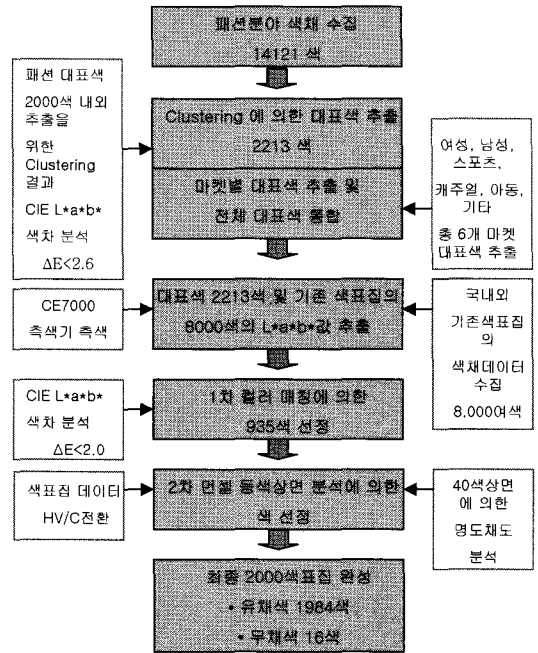 패션분야 색채 수집
14121 색
패션 대표색
2000색 내외
추출을
위한
Clustering
결과
CIE L*a*b*
색차 분석
ΔE<2.6
Clustering 에 의한 대표색 추출
2213 색
마켓별 대표색 추출 및
전체 대표색 통합
여성, 남성,
스포츠,
캐주얼, 아동,
기타
총 6개 마켓
대표색 추출
CE7000
측색기 측색
대표색 2213색 및 기존 색표집의
8000색의 L*a*b*값 추출
국내외
기존색표집
의
색채데이터
수집
8,000여색
CIE L*a*b*
색차 분석
ΔE<2.0
1차 컬러 매칭에 의한
935색 선정
색표집 데이터
HV/C전환
2차 먼셀 등색상면 분석에 의한
색 선정
40색상면
에 의한
명도채도
분석
최종 2000색표집 완성
• 유채색 1984색
• 무채색 16색